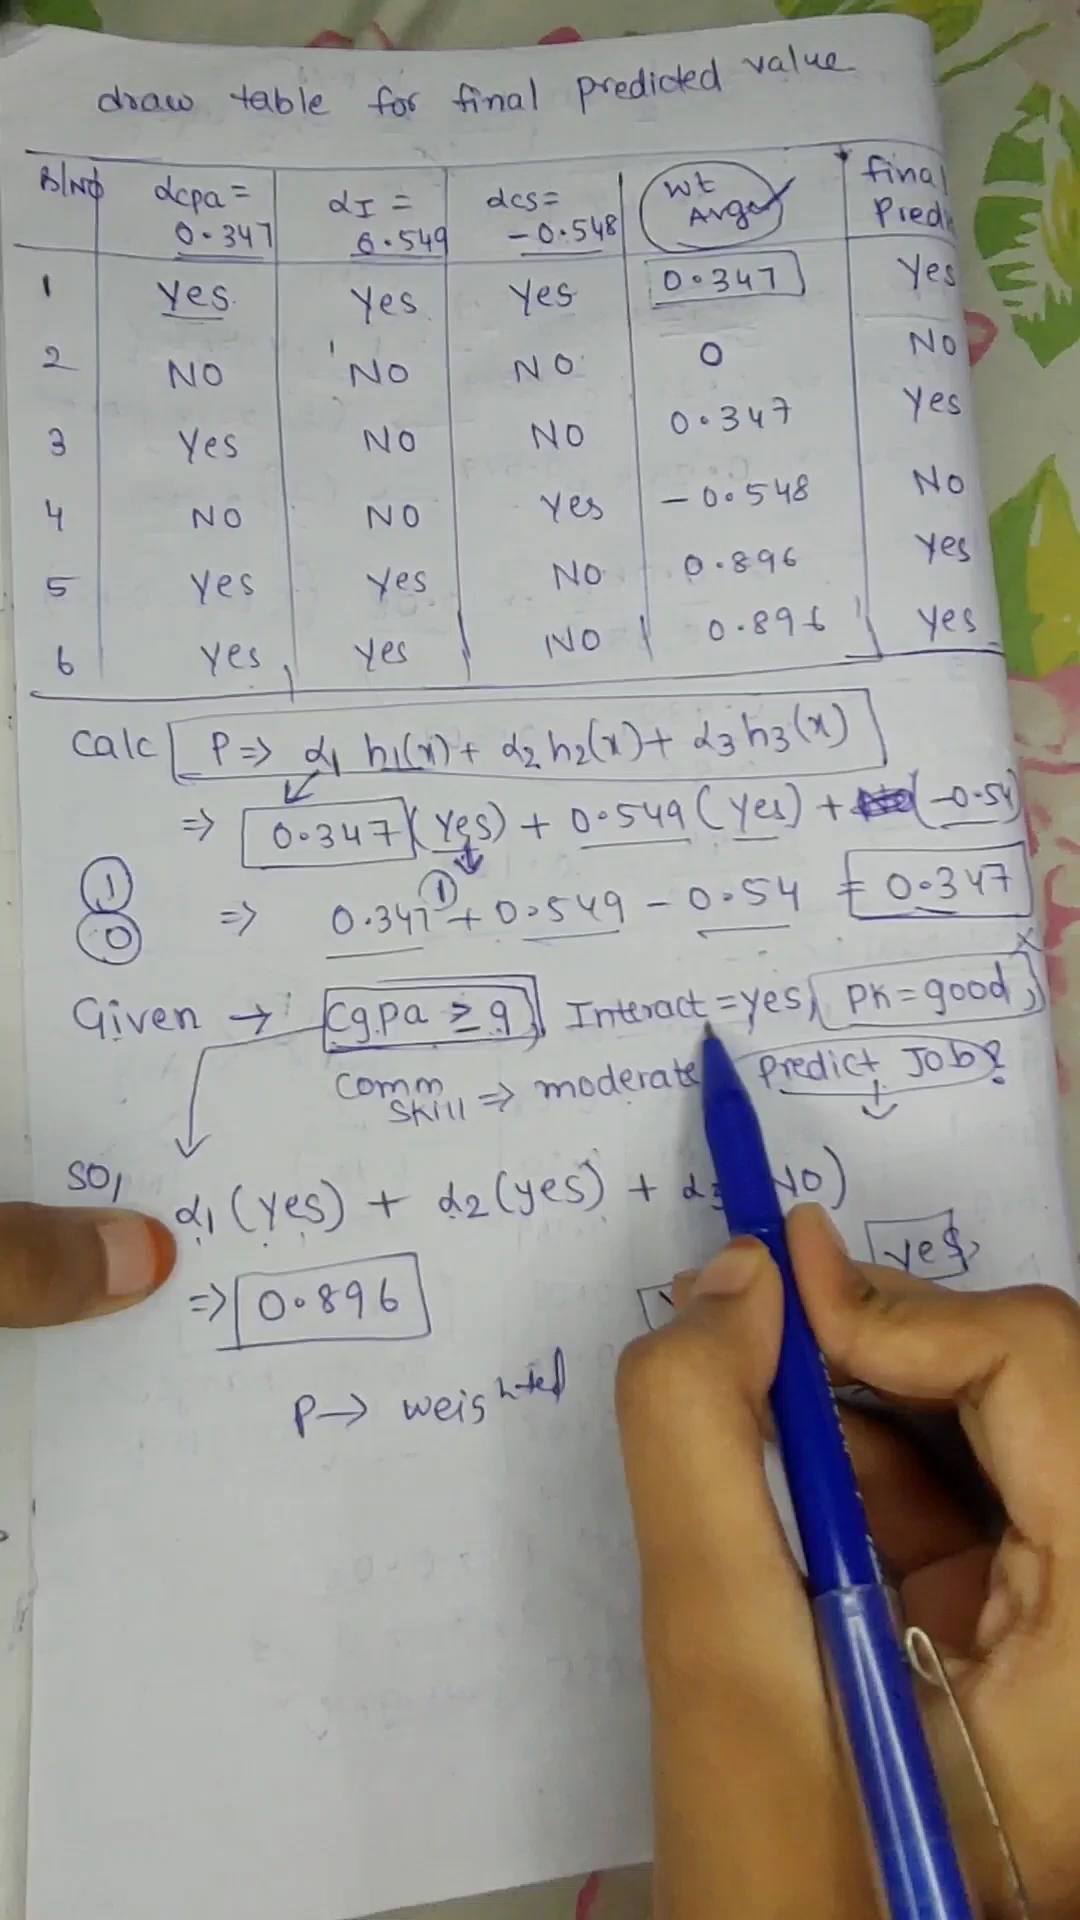 draw table for final predicted value
αcpa = 0.347 αI = 0.549 αCS = -0.548 wt final
1 Yes Yes Yes 0.347 Yes
2 NO NO NO 0 NO
3 Yes NO NO 0.347 Yes
4 NO NO Yes -0.548 NO
5 Yes Yes NO 0.896 Yes
6 Yes Yes NO 0.896 Yes
Calc P => α1 h1(x) + α2 h2(x) + α3 h3(x)
=> 0.347 (Yes) + 0.549 (Yes) + (-0.54)
1
1
0 => 0.347 + 0.549 - 0.54 = 0.347
Given → Cgpa ≥ 9, Interact = yes, PK = good,
Comm Skill => moderate Predict Job?
SO, α1 (Yes) + α2 (yes) + NO)
yes
=> 0.896
P → weighted